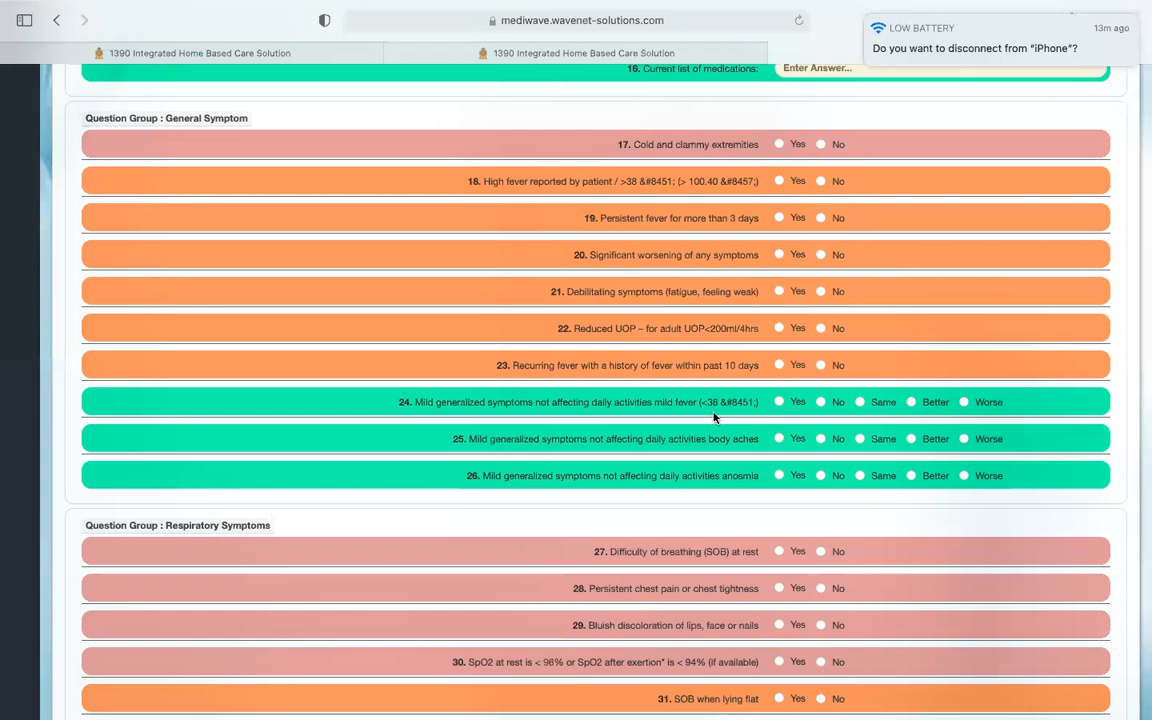 mediwave.wavenet-solutions.com
LOW BATTERY 13m ago
Do you want to disconnect from “iPhone”?
1390 Integrated Home Based Care Solution
1390 Integrated Home Based Care Solution
16. Current list of medications: Enter Answer...
Question Group : General Symptom
17. Cold and clammy extremities Yes No
18. High fever reported by patient / >38 &#8451; (> 100.40 &#8457;) Yes No
19. Persistent fever for more than 3 days Yes No
20. Significant worsening of any symptoms Yes No
21. Debilitating symptoms (fatigue, feeling weak) Yes No
22. Reduced UOP – for adult UOP<200ml/4hrs Yes No
23. Recurring fever with a history of fever within past 10 days Yes No
24. Mild generalized symptoms not affecting daily activities mild fever (<38 &#8451;) Yes No Same Better Worse
25. Mild generalized symptoms not affecting daily activities body aches Yes No Same Better Worse
26. Mild generalized symptoms not affecting daily activities anosmia Yes No Same Better Worse
Question Group : Respiratory Symptoms
27. Difficulty of breathing (SOB) at rest Yes No
28. Persistent chest pain or chest tightness Yes No
29. Bluish discoloration of lips, face or nails Yes No
30. SpO2 at rest is < 96% or SpO2 after exertion* is < 94% (if available) Yes No
31. SOB when lying flat Yes No